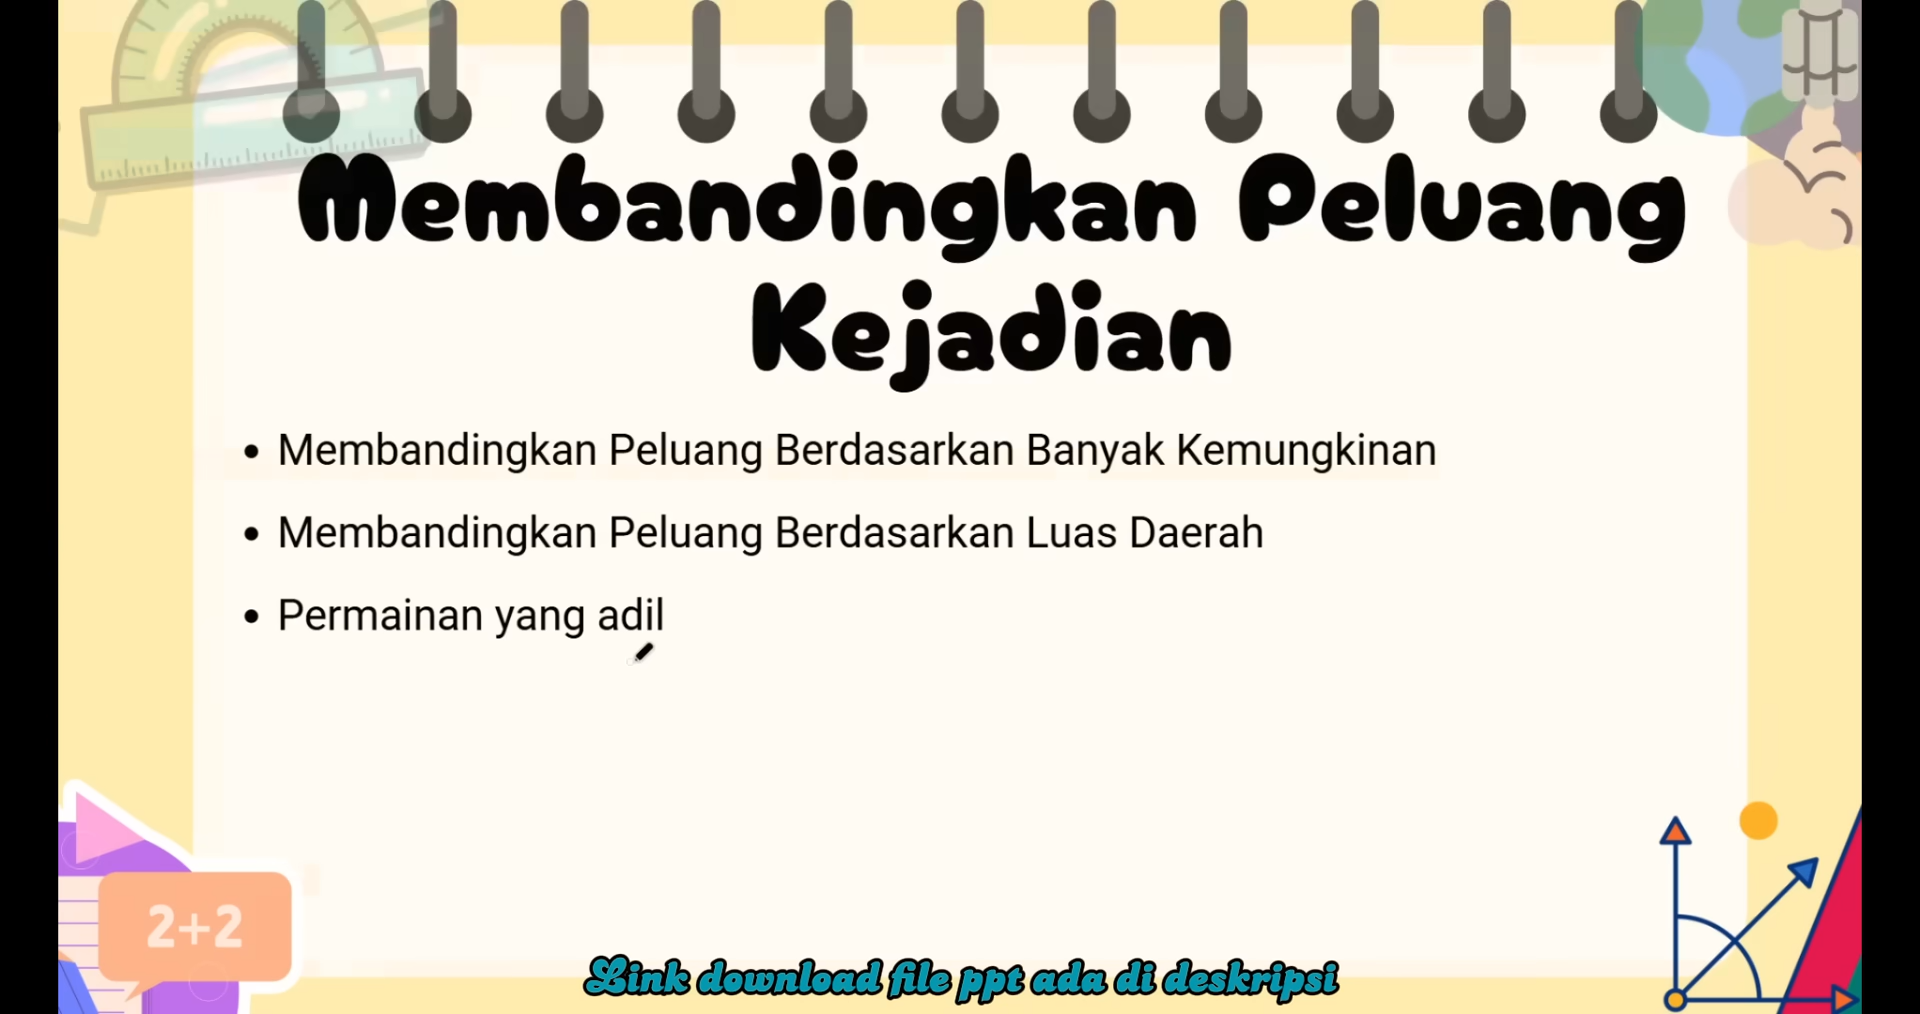 Membandingkan Peluang
Kejadian
• Membandingkan Peluang Berdasarkan Banyak Kemungkinan
• Membandingkan Peluang Berdasarkan Luas Daerah
• Permainan yang adil
2+2
Link download file ppt ada di deskripsi